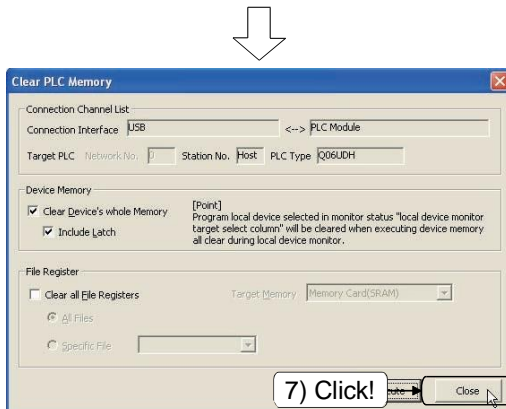 Clear PLC Memory
Connection Channel List
Connection Interface USB <--> PLC Module
Target PLC Network No. 0 Station No. Host PLC Type Q06UDH
Device Memory
Clear Device's whole Memory
Include Latch
[Point]
Program local device selected in monitor status "local device monitor
target select column" will be cleared when executing device memory
all clear during local device monitor.
File Register
Clear all File Registers Target Memory Memory Card(SRAM)
All Files
Specific File
7) Click! Close